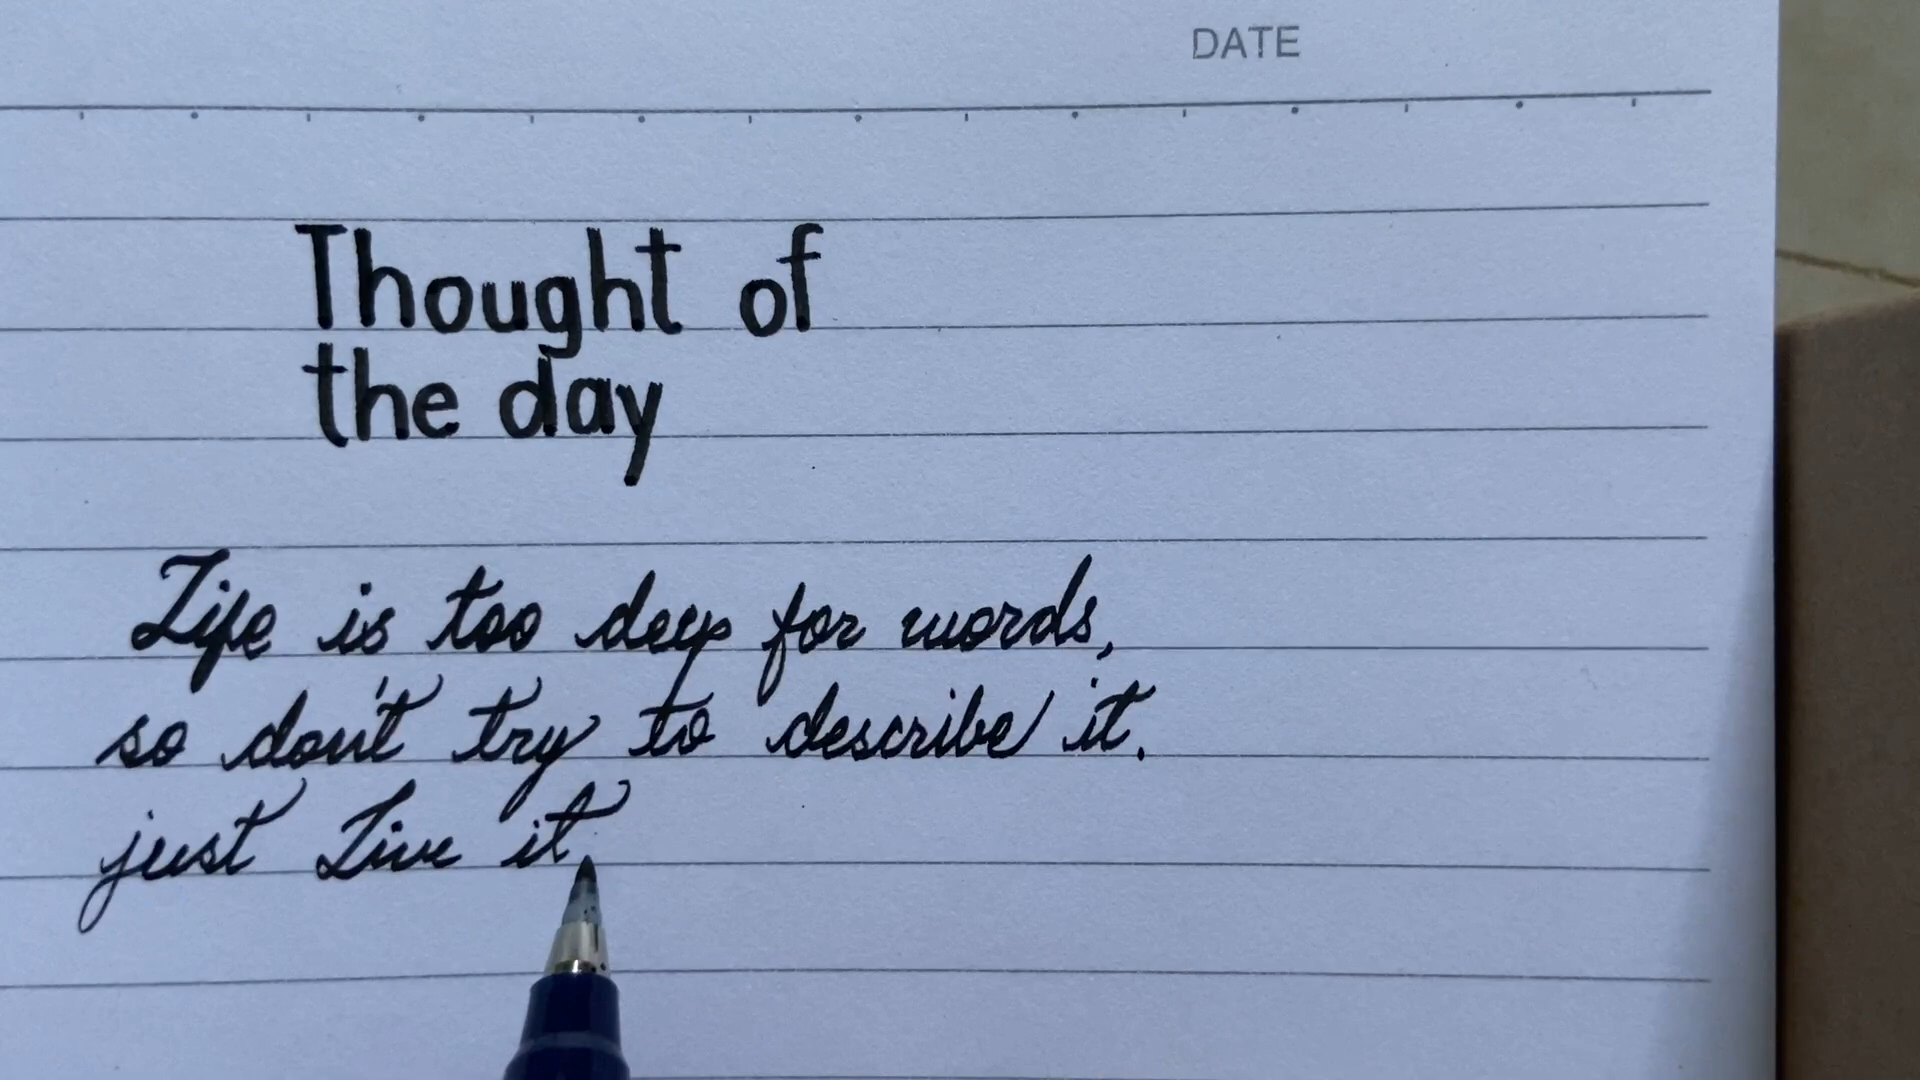 DATE
Thought of
the day
Life is too deep for words,
so don't try to describe it.
just Live it.